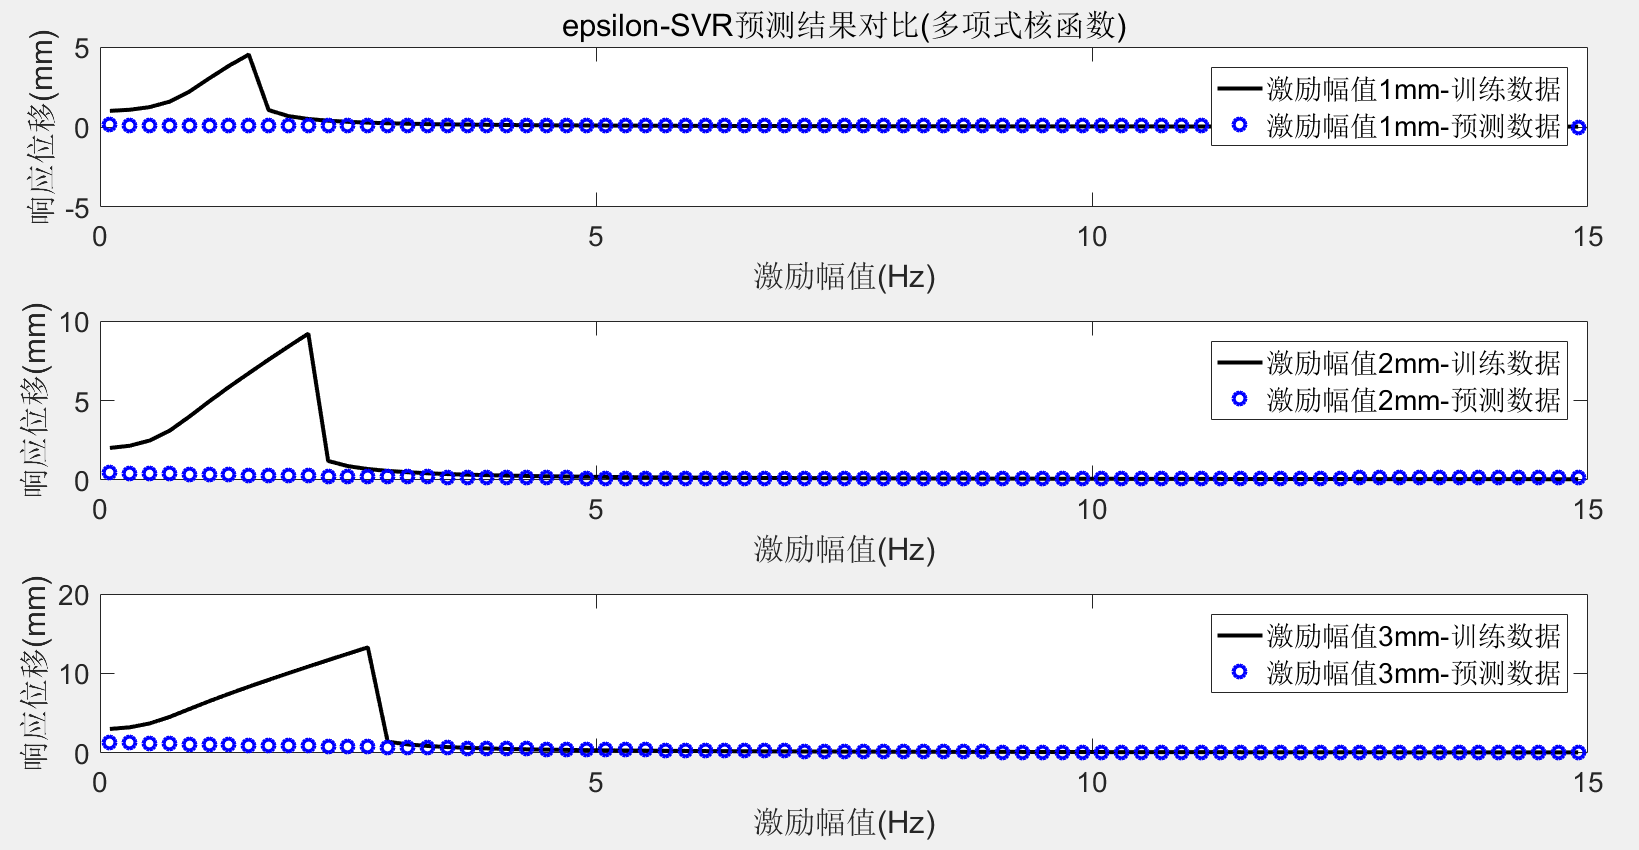 epsilon-SVR预测结果对比(多项式核函数)
响应位移(mm)
5
0
-5
激励幅值1mm-训练数据
激励幅值1mm-预测数据
0 5 10 15
激励幅值(Hz)
响应位移(mm)
10
5
0
激励幅值2mm-训练数据
激励幅值2mm-预测数据
0 5 10 15
激励幅值(Hz)
响应位移(mm)
20
10
0
激励幅值3mm-训练数据
激励幅值3mm-预测数据
0 5 10 15
激励幅值(Hz)